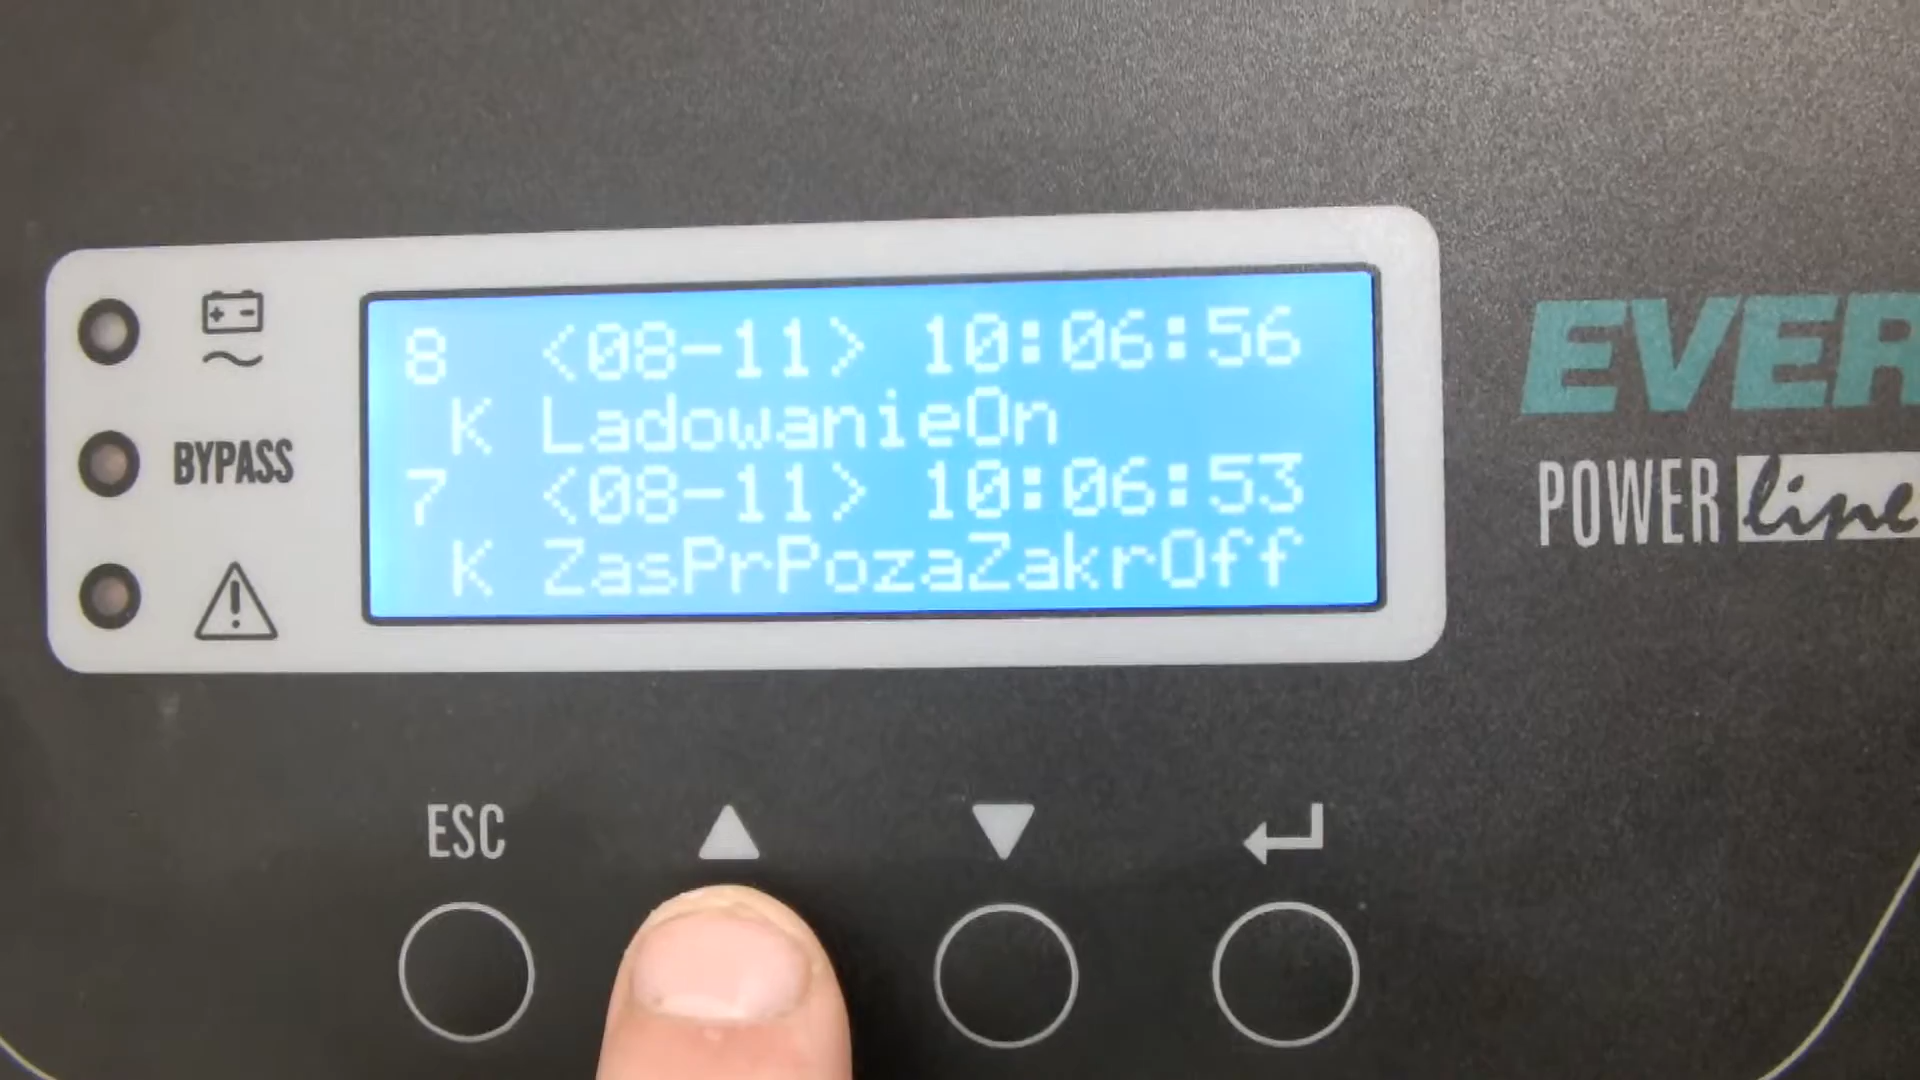 8 <08-11> 10:06:56
K LadowanieOn
7 <08-11> 10:06:53
K ZasPrPozaZakrOff
BYPASS
EVER
POWER line
ESC